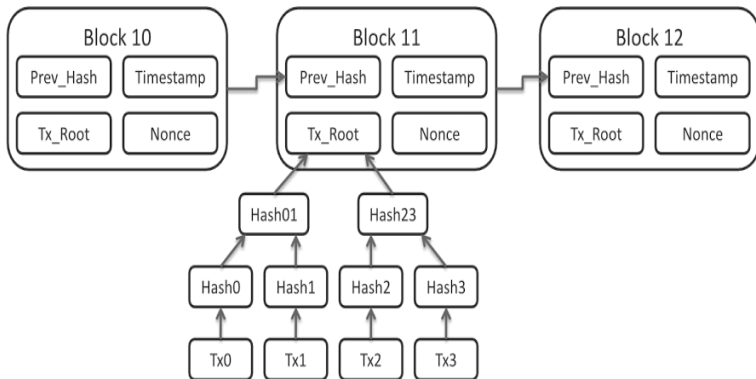 Block 10
Block 11
Block 12
Prev_Hash
Timestamp
Prev_Hash
Timestamp
Prev_Hash
Timestamp
Tx_Root
Nonce
Tx_Root
Nonce
Tx_Root
Nonce
Hash01
Hash23
Hash0
Hash1
Hash2
Hash3
Tx0
Tx1
Tx2
Tx3